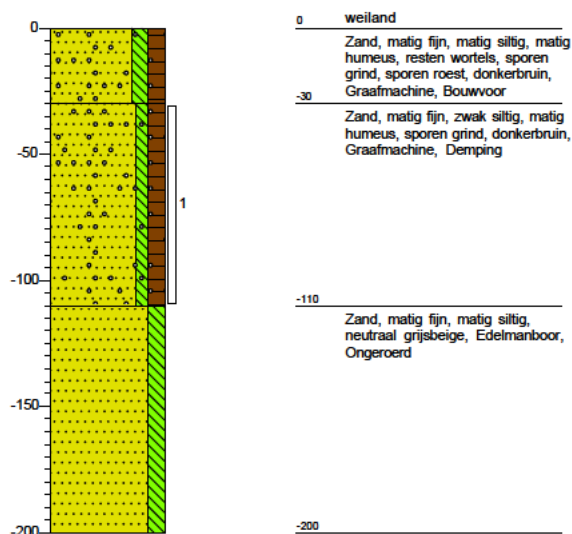 0
-50
-100
-150
-200
1
0 weiland
Zand, matig fijn, matig siltig, matig
humeus, resten wortels, sporen
grind, sporen roest, donkerbruin,
Graafmachine, Bouwvoor
-30
Zand, matig fijn, zwak siltig, matig
humeus, sporen grind, donkerbruin,
Graafmachine, Demping
-110
Zand, matig fijn, matig siltig,
neutraal grijsbeige, Edelmanboor,
Ongeroerd
-200